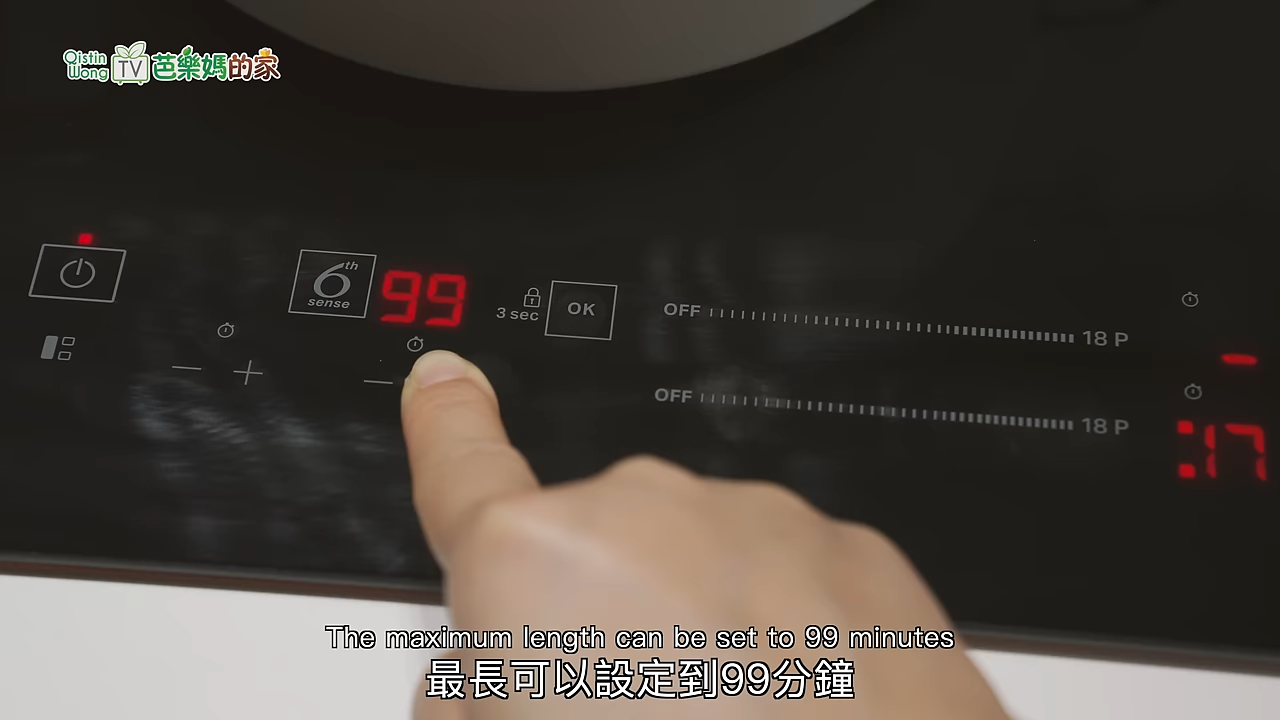 Qistin
Wong
TV
芭樂媽的家
6th
sense
99
3 sec
OK
OFF
18 P
OFF
18 P
17
The maximum length can be set to 99 minutes
最長可以設定到99分鐘